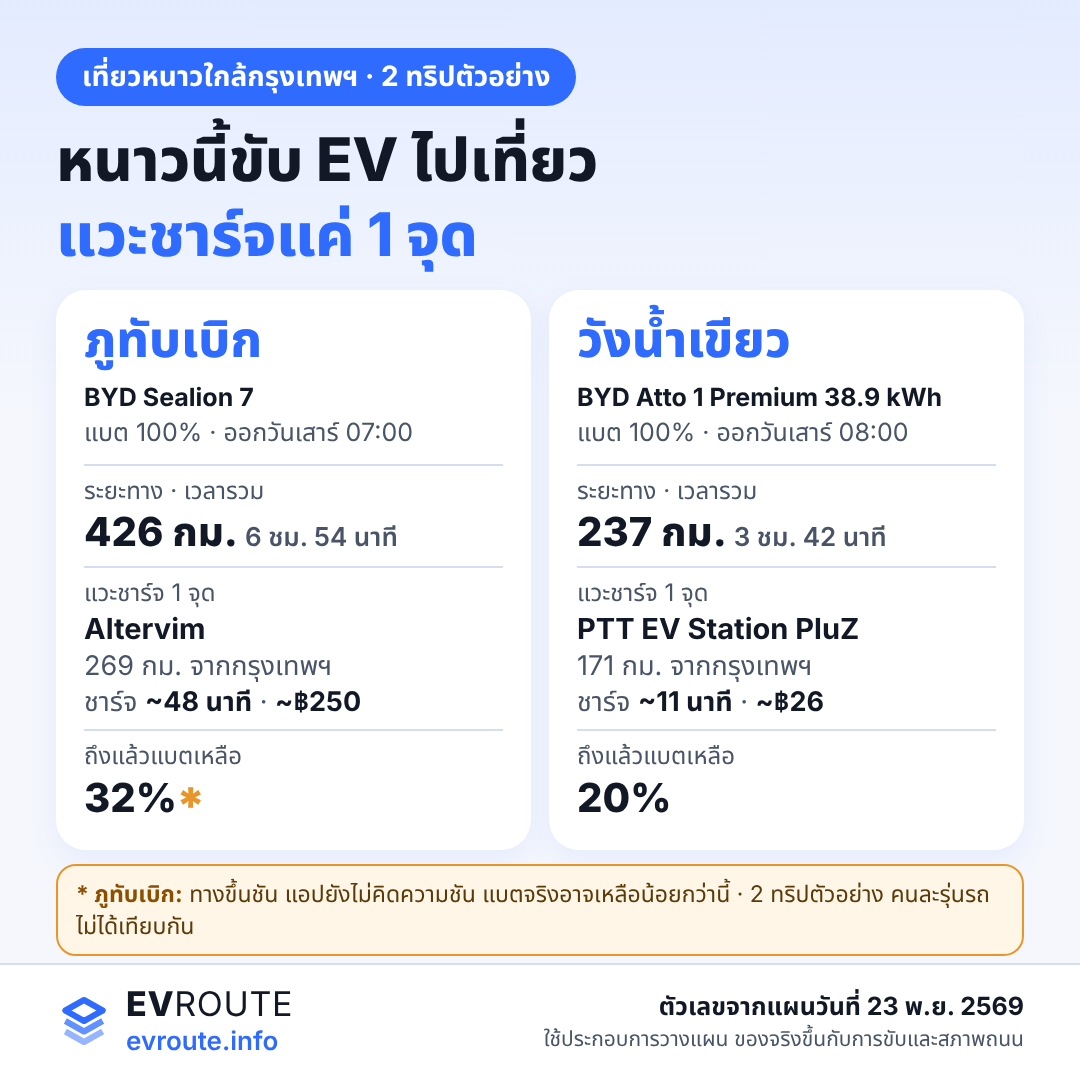 เที่ยวหนาวใกล้กรุงเทพฯ · 2 ทริปตัวอย่าง
หนาวนี้ขับ EV ไปเที่ยว
แวะชาร์จแค่ 1 จุด
ภูทับเบิก
BYD Sealion 7
แบต 100% · ออกวันเสาร์ 07:00
ระยะทาง · เวลารวม
426 กม. 6 ชม. 54 นาที
แวะชาร์จ 1 จุด
Altervim
269 กม. จากกรุงเทพฯ
ชาร์จ ~48 นาที · ~฿250
ถึงแล้วแบตเหลือ
32%*
วังน้ำเขียว
BYD Atto 1 Premium 38.9 kWh
แบต 100% · ออกวันเสาร์ 08:00
ระยะทาง · เวลารวม
237 กม. 3 ชม. 42 นาที
แวะชาร์จ 1 จุด
PTT EV Station PluZ
171 กม. จากกรุงเทพฯ
ชาร์จ ~11 นาที · ~฿26
ถึงแล้วแบตเหลือ
20%
* ภูทับเบิก: ทางขึ้นชัน แอปยังไม่คิดความชัน แบตจริงอาจเหลือน้อยกว่านี้ · 2 ทริปตัวอย่าง คนละรุ่นรถ
ไม่ได้เทียบกัน
EVROUTE
evroute.info
ตัวเลขจากแผนวันที่ 23 พ.ย. 2569
ใช้ประกอบการวางแผน ของจริงขึ้นกับการขับและสภาพถนน